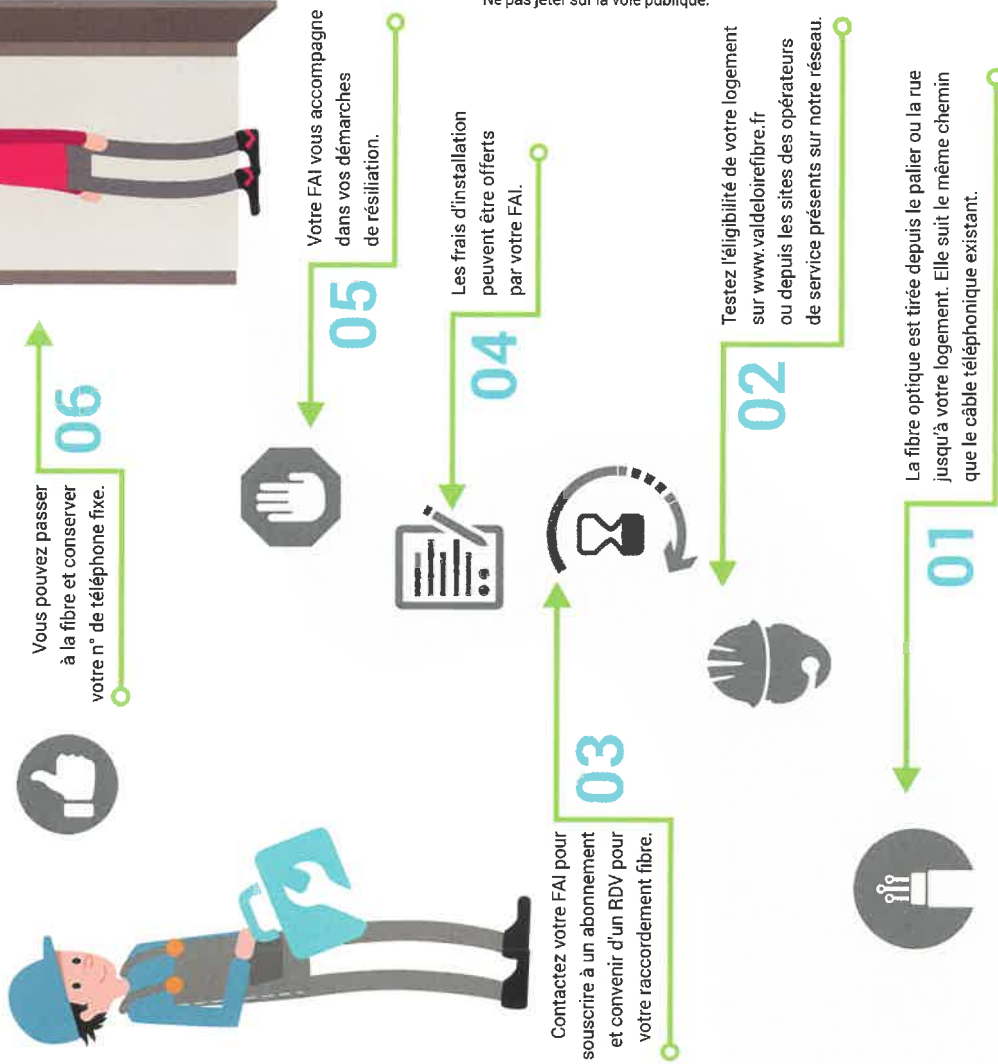 Ne pas jeter sur la voie publique.
01
La fibre optique est tirée depuis le palier ou la rue
jusqu'à votre logement. Elle suit le même chemin
que le câble téléphonique existant.
02
Testez l'éligibilité de votre logement
sur www.valdeloirefibre.fr
ou depuis les sites des opérateurs
de service présents sur notre réseau.
03
Contactez votre FAI pour
souscrire à un abonnement
et convenir d'un RDV pour
votre raccordement fibre.
04
Les frais d'installation
peuvent être offerts
par votre FAI.
05
Votre FAI vous accompagne
dans vos démarches
de résiliation.
06
Vous pouvez passer
à la fibre et conserver
votre n° de téléphone fixe.